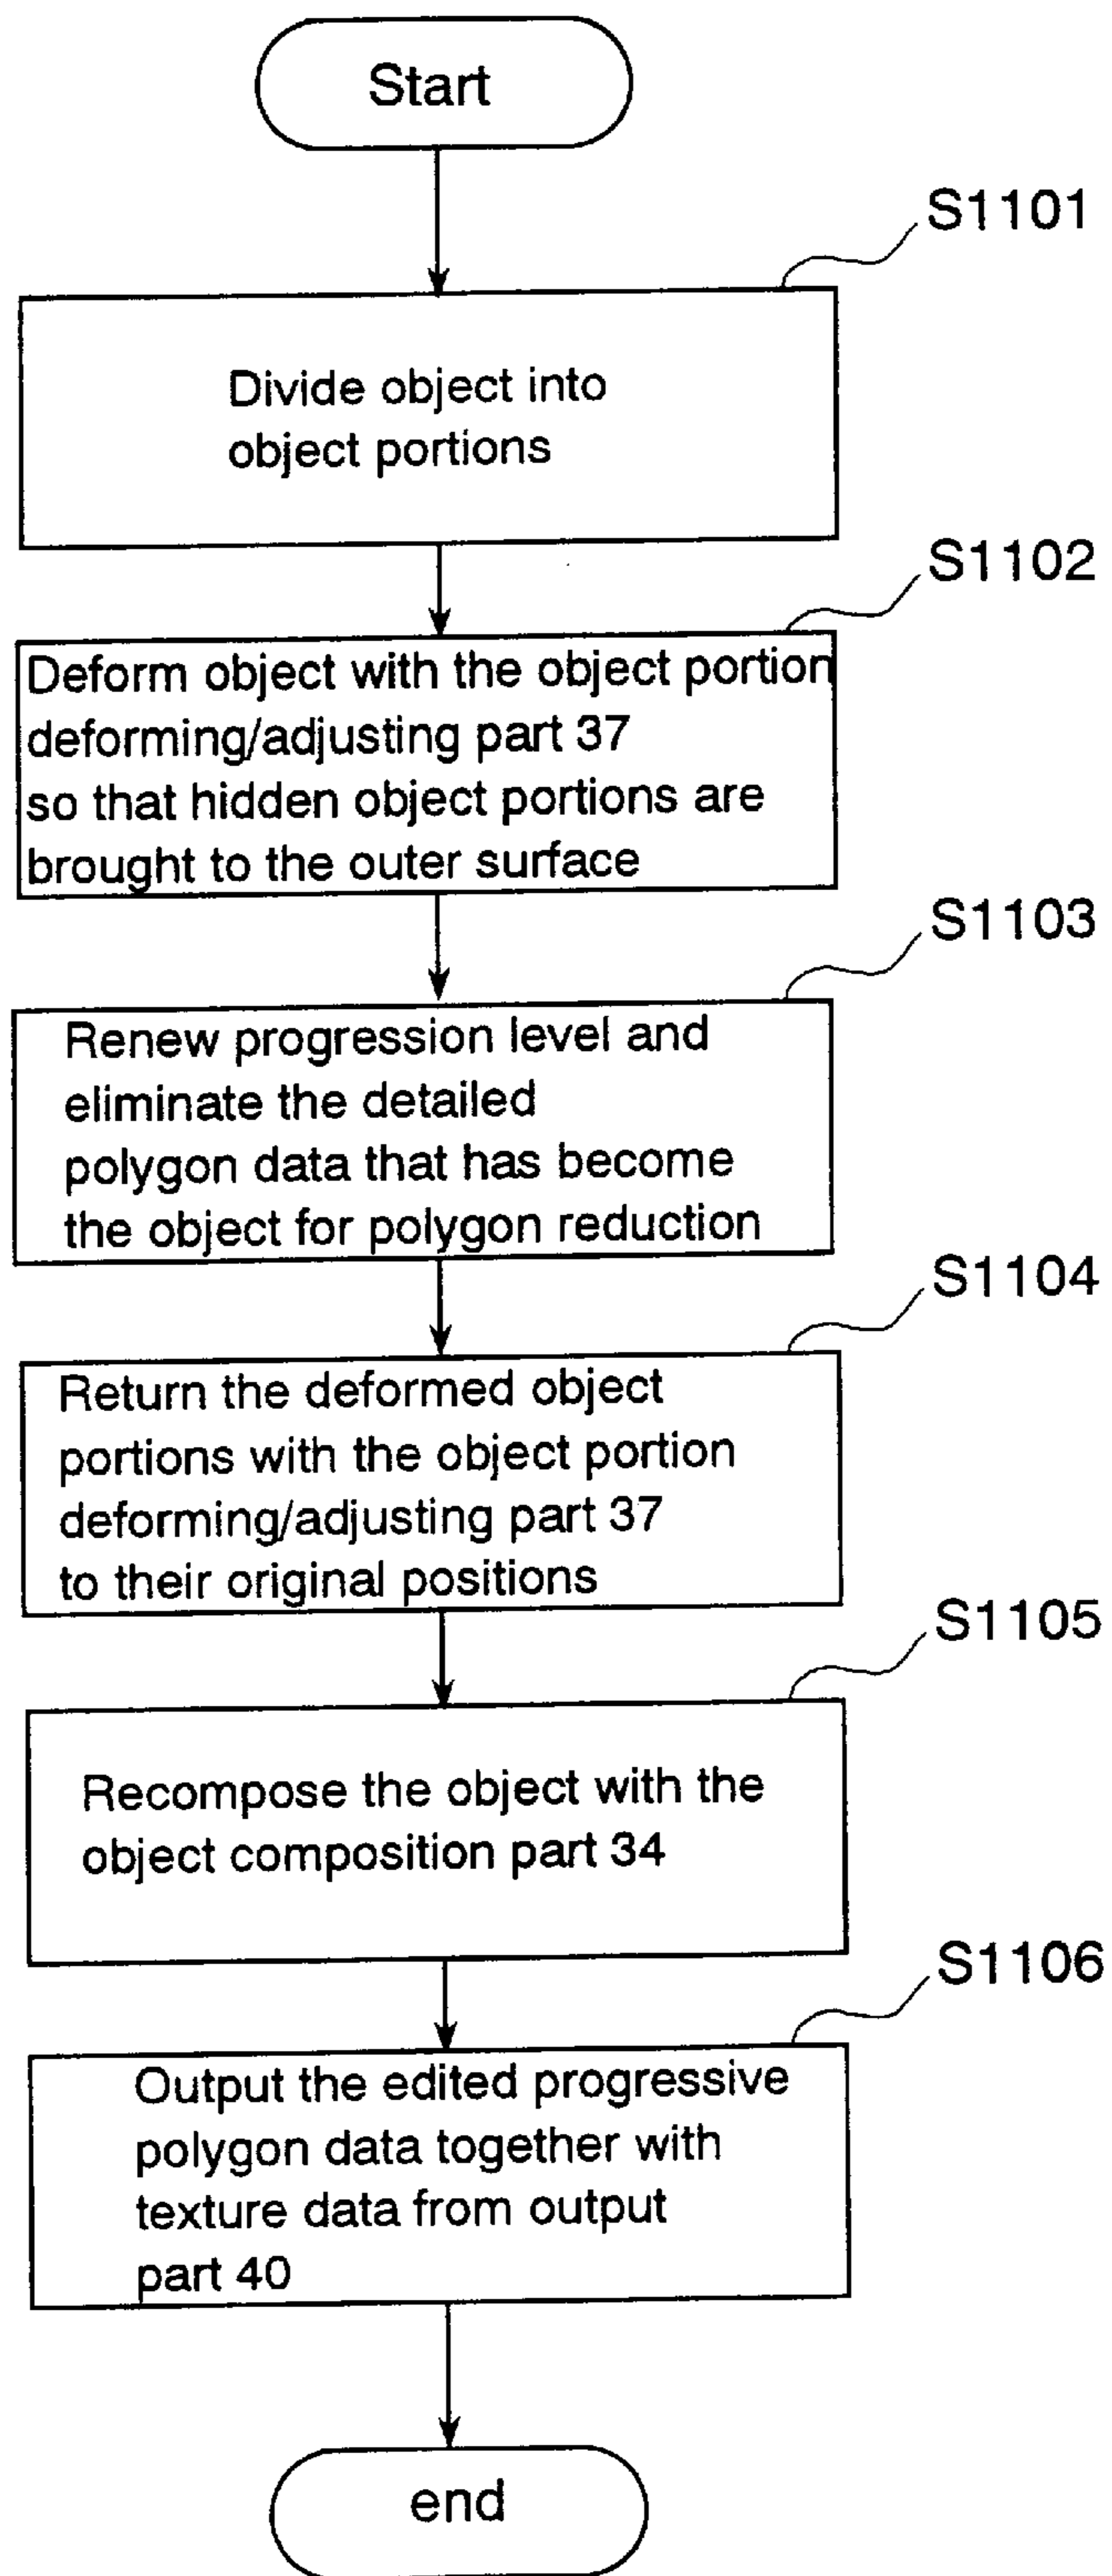 Start
S1101
Divide object into
object portions
S1102
Deform object with the object portion
deforming/adjusting part 37
so that hidden object portions are
brought to the outer surface
S1103
Renew progression level and
eliminate the detailed
polygon data that has become
the object for polygon reduction
S1104
Return the deformed object
portions with the object portion
deforming/adjusting part 37
to their original positions
S1105
Recompose the object with the
object composition part 34
S1106
Output the edited progressive
polygon data together with
texture data from output
part 40
end